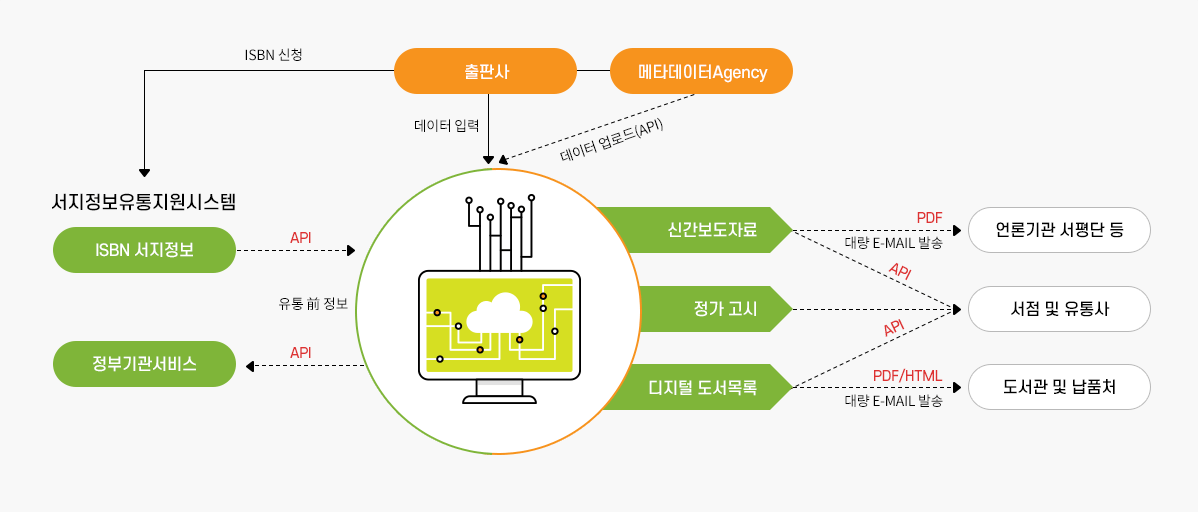 ISBN 신청
출판사
메타데이터Agency
데이터 입력
데이터 업로드(API)
서지정보유통지원시스템
ISBN 서지정보
API
유통 前 정보
정부기관서비스
API
신간보도자료
PDF
대량 E-MAIL 발송
언론기관 서평단 등
API
정가 고시
서점 및 유통사
API
디지털 도서목록
PDF/HTML
대량 E-MAIL 발송
도서관 및 납품처